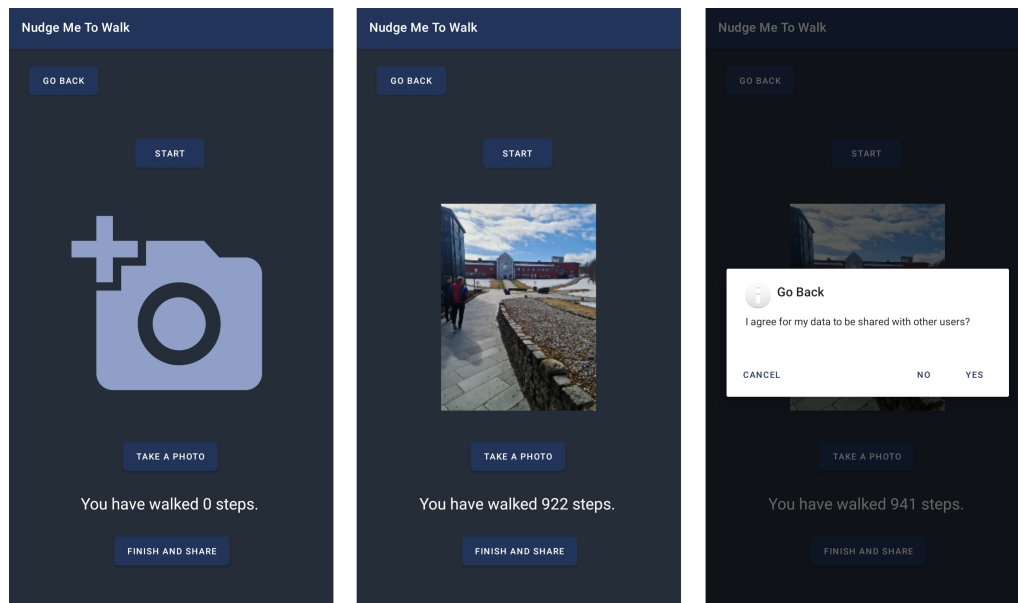 Nudge Me To Walk
GO BACK
START
TAKE A PHOTO
You have walked 0 steps.
FINISH AND SHARE
Nudge Me To Walk
GO BACK
START
TAKE A PHOTO
You have walked 922 steps.
FINISH AND SHARE
Nudge Me To Walk
GO BACK
START
Go Back
I agree for my data to be shared with other users?
CANCEL NO YES
TAKE A PHOTO
You have walked 941 steps.
FINISH AND SHARE